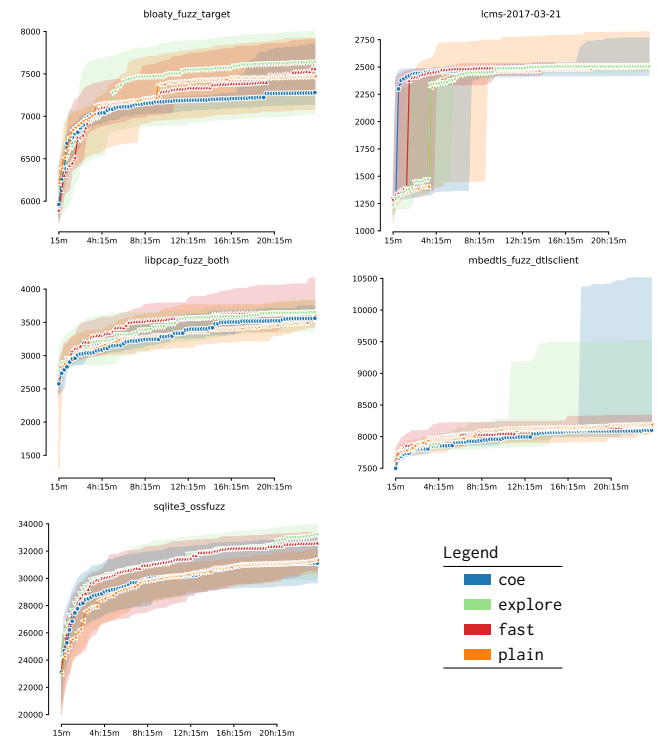 bloaty_fuzz_target
8000
7500
7000
6500
6000
15m 4h:15m 8h:15m 12h:15m 16h:15m 20h:15m
lcms-2017-03-21
2750
2500
2250
2000
1750
1500
1250
1000
15m 4h:15m 8h:15m 12h:15m 16h:15m 20h:15m
libpcap_fuzz_both
4000
3500
3000
2500
2000
1500
15m 4h:15m 8h:15m 12h:15m 16h:15m 20h:15m
mbedtls_fuzz_dtlsclient
10500
10000
9500
9000
8500
8000
7500
15m 4h:15m 8h:15m 12h:15m 16h:15m 20h:15m
sqlite3_ossfuzz
34000
32000
30000
28000
26000
24000
22000
20000
15m 4h:15m 8h:15m 12h:15m 16h:15m 20h:15m
Legend
coe
explore
fast
plain